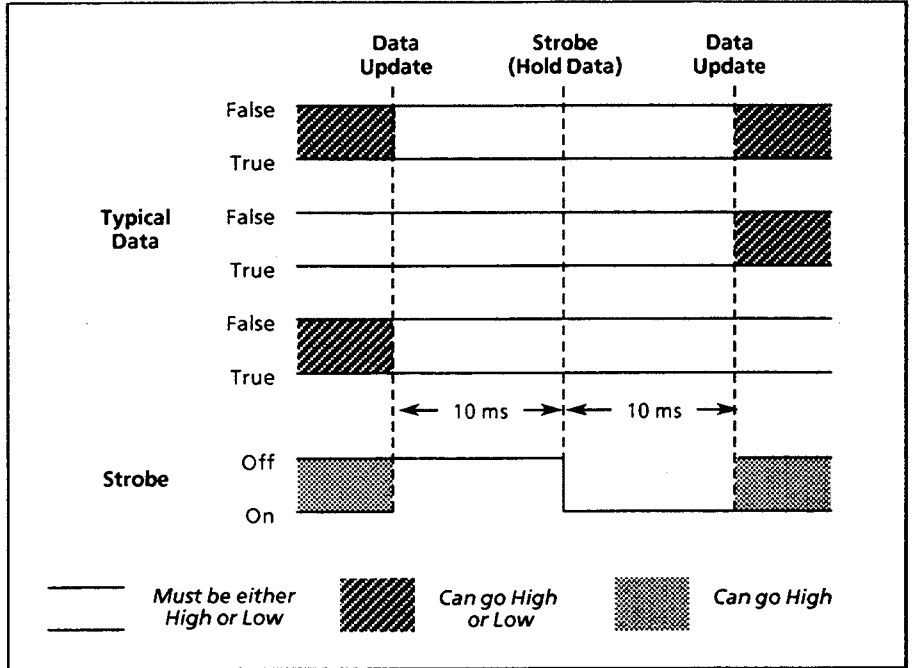 Data Update
Strobe (Hold Data)
Data Update
False
True
Typical Data
False
True
False
True
10 ms
10 ms
Strobe
Off
On
Must be either High or Low
Can go High or Low
Can go High